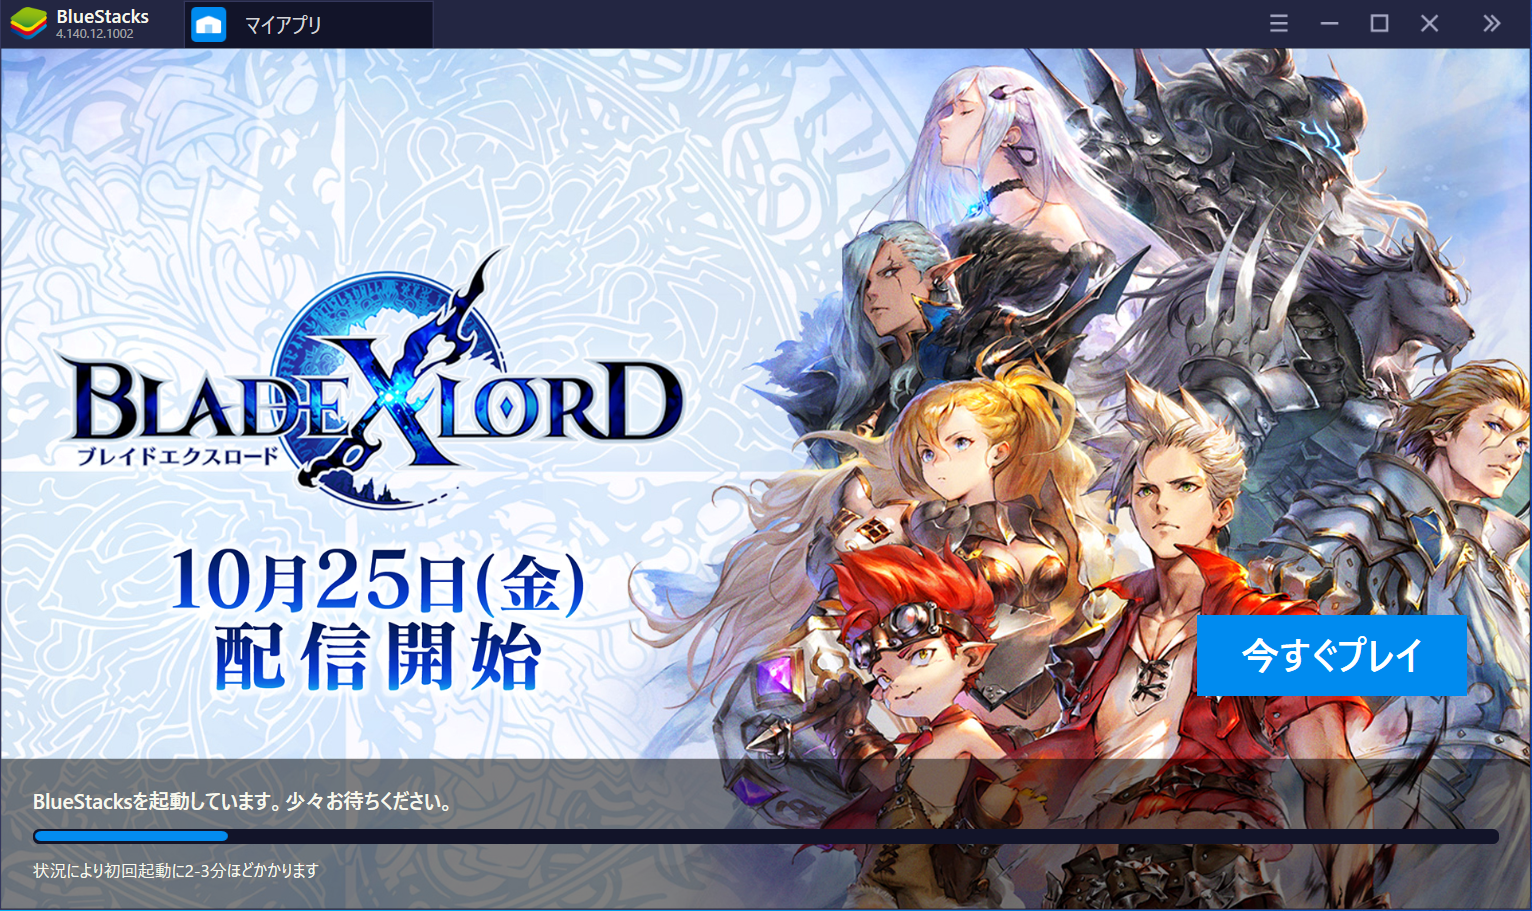 BlueStacks
4.140.12.1002
マイアプリ
BLADE XLORD
ブレイドエクスロード
10月25日(金)
配信開始
今すぐプレイ
BlueStacksを起動しています。少々お待ちください。
状況により初回起動に2-3分ほどかかります